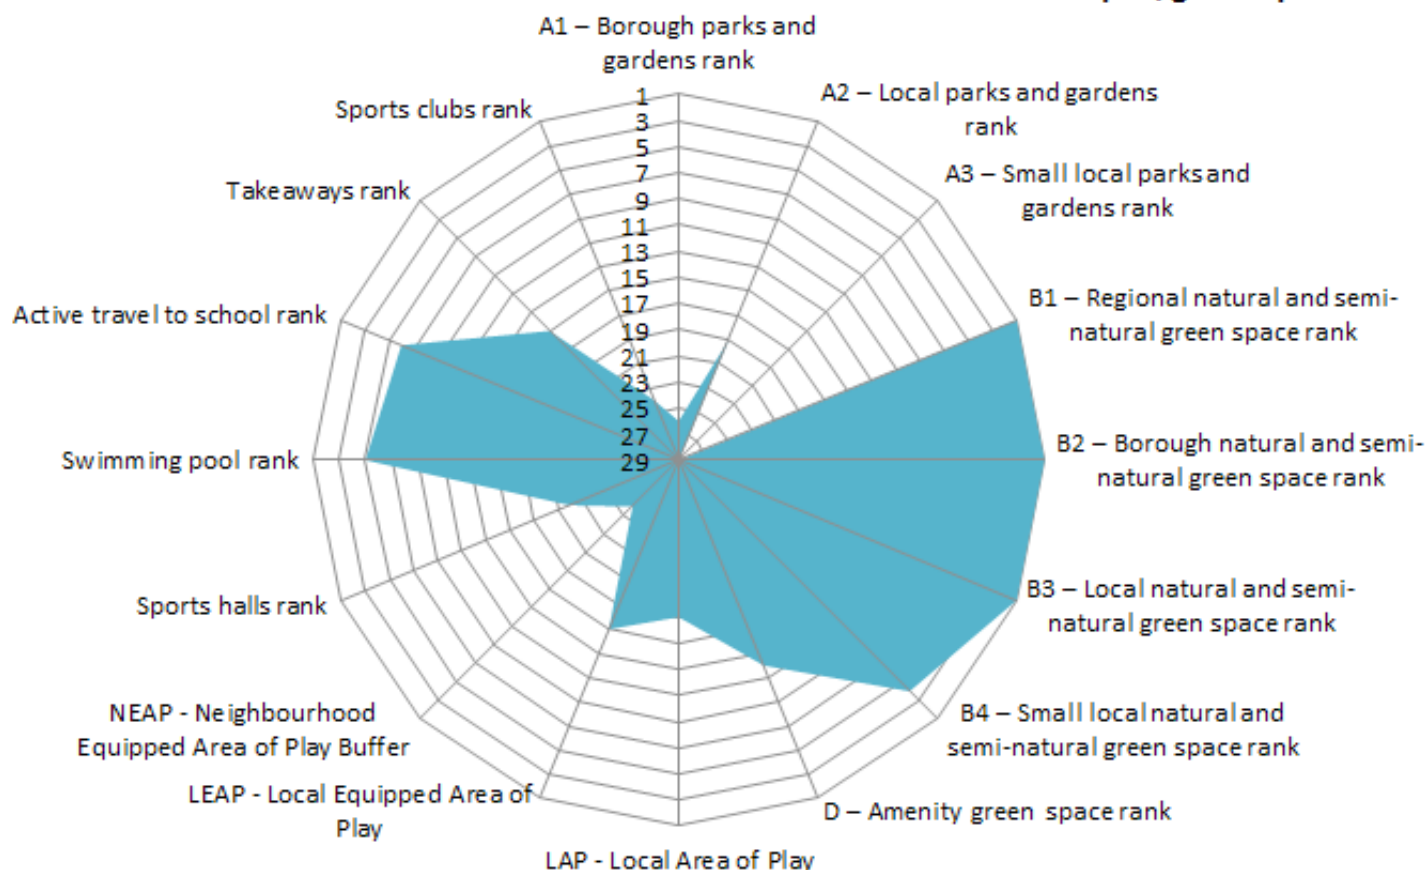 A1 – Borough parks and
gardens rank
A2 – Local parks and gardens
rank
A3 – Small local parks and
gardens rank
B1 – Regional natural and semi-
natural green space rank
B2 – Borough natural and semi-
natural green space rank
B3 – Local natural and semi-
natural green space rank
B4 – Small local natural and
semi-natural green space rank
D – Amenity green space rank
LAP - Local Area of Play
LEAP - Local Equipped Area of
Play
NEAP - Neighbourhood
Equipped Area of Play Buffer
Sports halls rank
Swimming pool rank
Active travel to school rank
Takeaways rank
Sports clubs rank
1
3
5
7
9
11
13
15
17
19
21
23
25
27
29